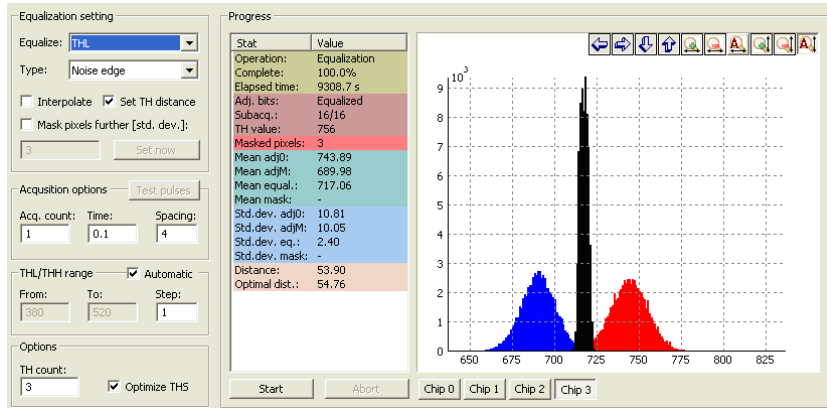 Equalization setting
Equalize: THL
Type: Noise edge
Interpolate Set TH distance
Mask pixels further [std. dev.]:
3 Set now
Acqusition options Test pulses
Acq. count: Time: Spacing:
1 0.1 4
THL/THH range Automatic
From: To: Step:
380 520 1
Options
TH count:
3 Optimize THS
Progress
Stat Value
Operation: Equalization
Complete: 100.0%
Elapsed time: 9308.7 s
Adj. bits: Equalized
Subacq.: 16/16
TH value: 756
Masked pixels: 3
Mean adj0: 743.89
Mean adjM: 689.98
Mean equal.: 717.06
Mean mask: -
Std.dev. adj0: 10.81
Std.dev. adjM: 10.05
Std.dev. eq.: 2.40
Std.dev. mask: -
Distance: 53.90
Optimal dist.: 54.76
Start Abort
A A
10³
9
8
7
6
5
4
3
2
1
0
650 675 700 725 750 775 800 825
Chip 0 Chip 1 Chip 2 Chip 3